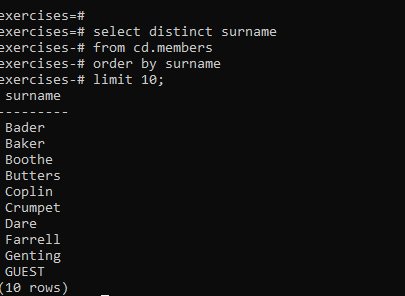 exercises=#
exercises=# select distinct surname
exercises-# from cd.members
exercises-# order by surname
exercises-# limit 10;
surname
---------
Bader
Baker
Boothe
Butters
Coplin
Crumpet
Dare
Farrell
Genting
GUEST
(10 rows)